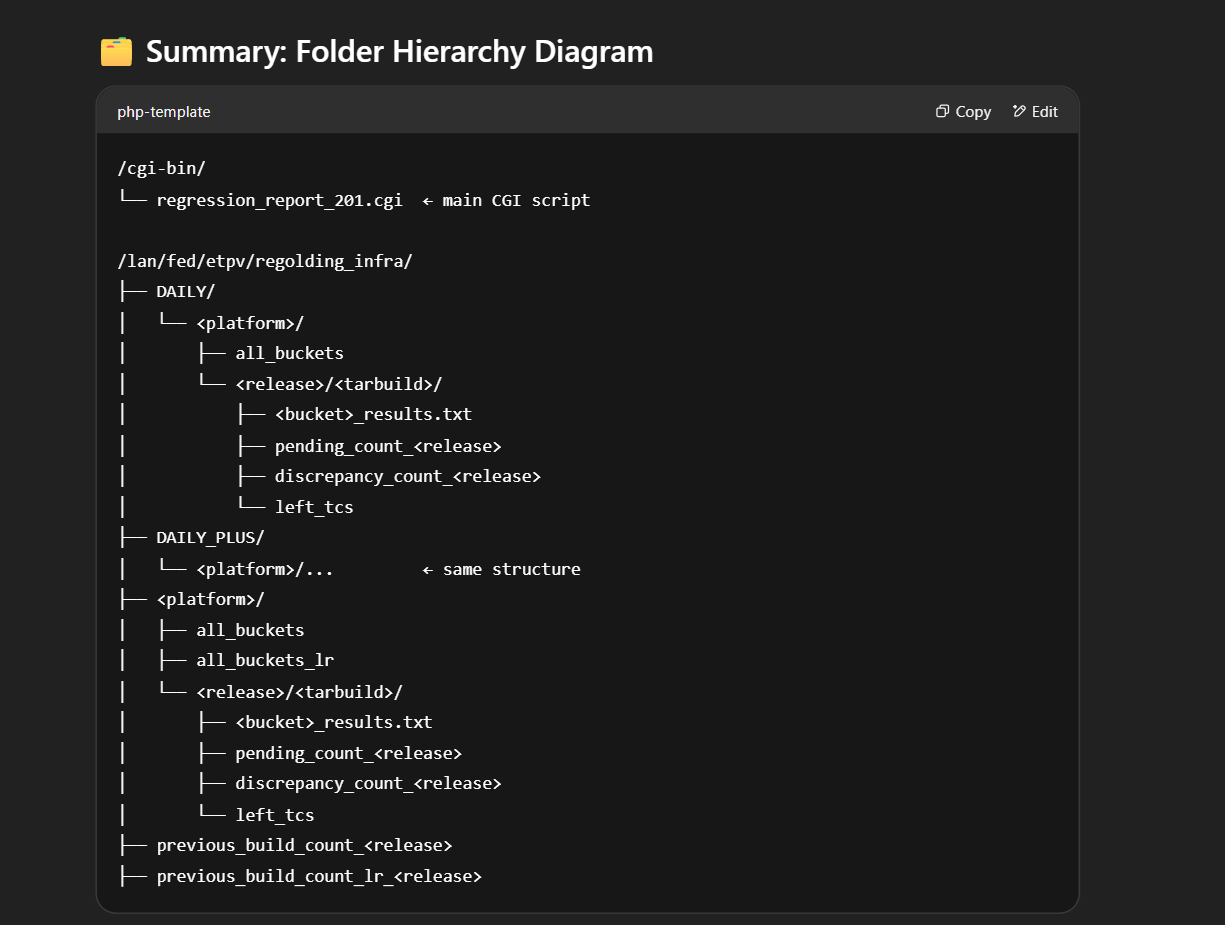 🗂️ Summary: Folder Hierarchy Diagram
php-template Copy Edit
/cgi-bin/
└── regression_report_201.cgi  ← main CGI script

/lan/fed/etpv/regolding_infra/
├── DAILY/
│   └── <platform>/
│       ├── all_buckets
│       └── <release>/<tarbuild>/
│           ├── <bucket>_results.txt
│           ├── pending_count_<release>
│           ├── discrepancy_count_<release>
│           └── left_tcs
├── DAILY_PLUS/
│   └── <platform>/...         ← same structure
├── <platform>/
│   ├── all_buckets
│   ├── all_buckets_lr
│   └── <release>/<tarbuild>/
│       ├── <bucket>_results.txt
│       ├── pending_count_<release>
│       ├── discrepancy_count_<release>
│       └── left_tcs
├── previous_build_count_<release>
├── previous_build_count_lr_<release>